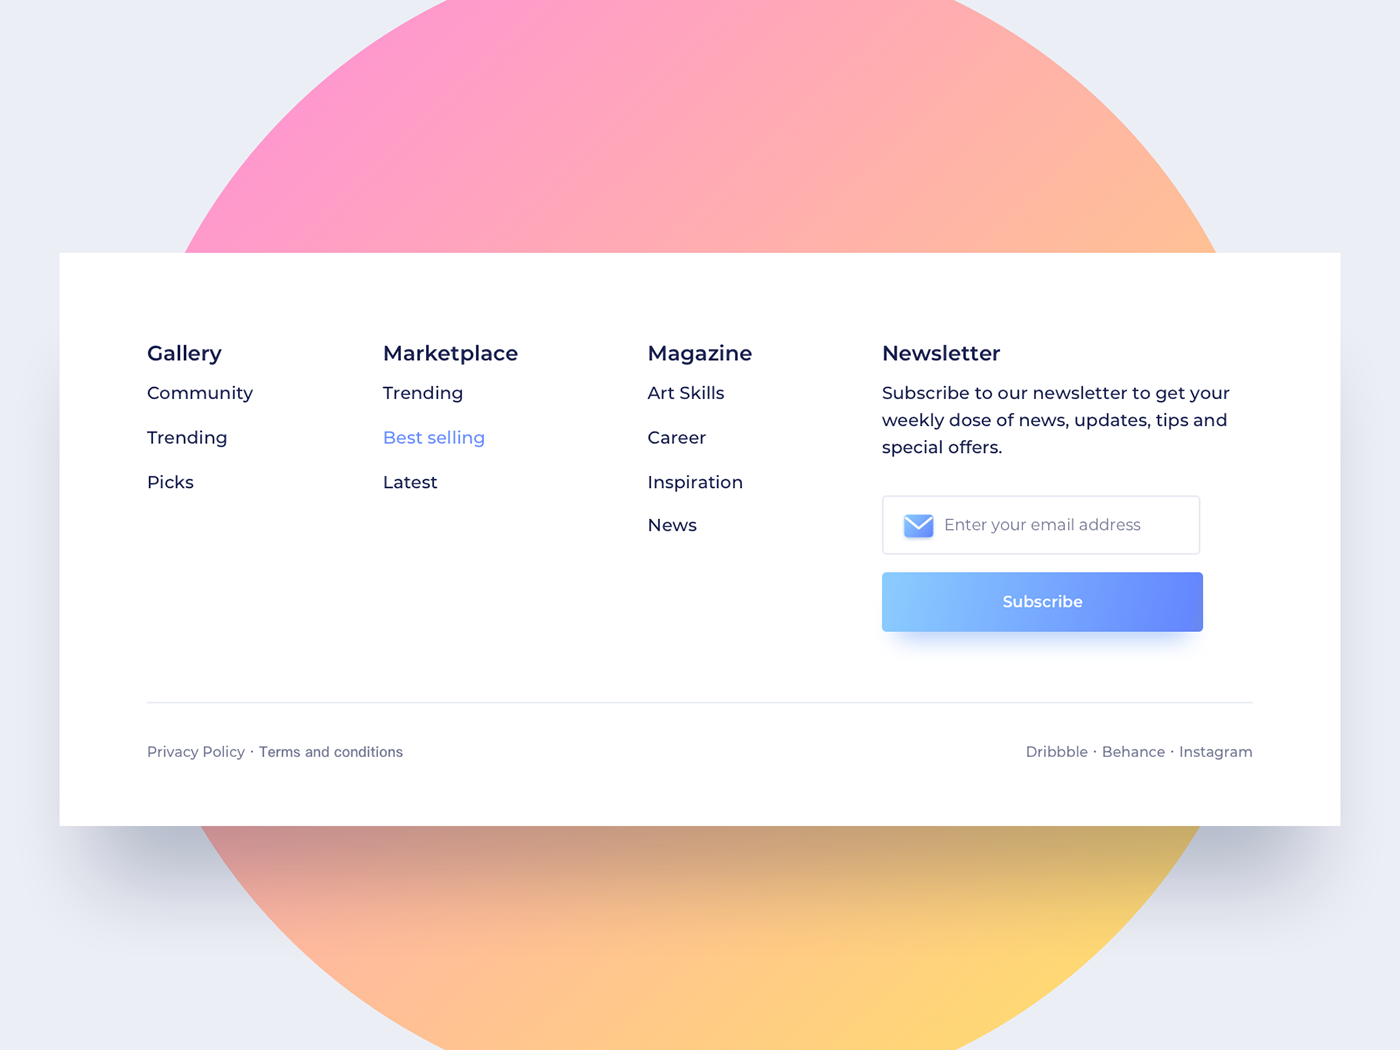 Gallery
Community
Trending
Picks
Marketplace
Trending
Best selling
Latest
Magazine
Art Skills
Career
Inspiration
News
Newsletter
Subscribe to our newsletter to get your
weekly dose of news, updates, tips and
special offers.
Enter your email address
Subscribe
Privacy Policy · Terms and conditions
Dribbble · Behance · Instagram